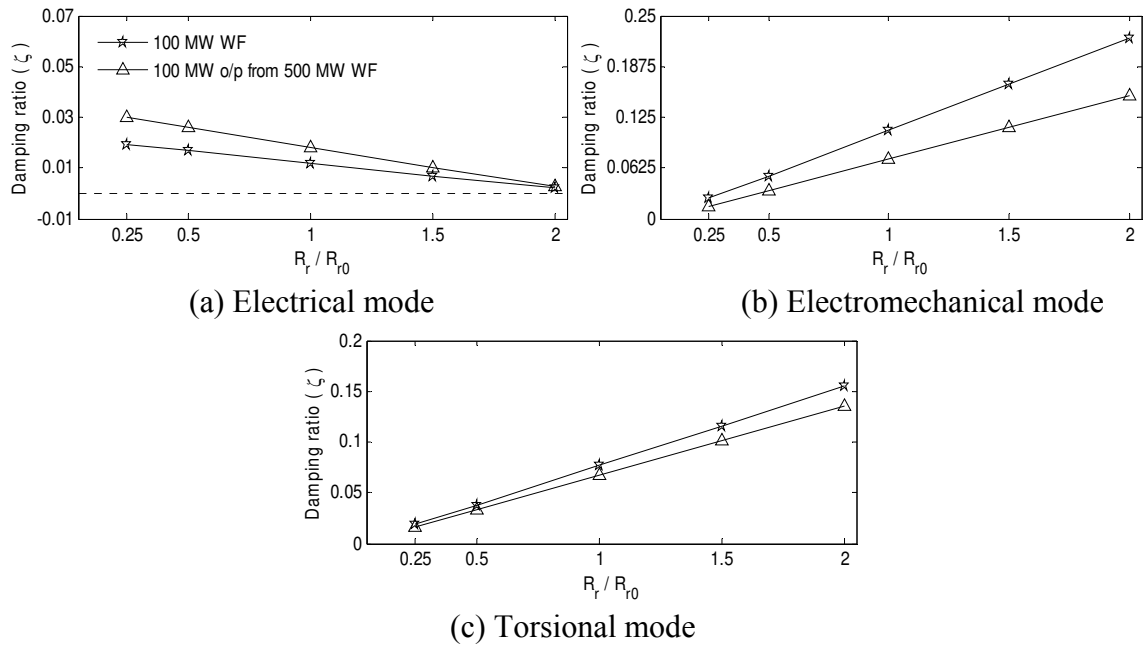 0.07
0.05
0.03
0.01
-0.01
Damping ratio ( ζ )
100 MW WF
100 MW o/p from 500 MW WF
0.25 0.5 1 1.5 2
R_r / R_r0
(a) Electrical mode
0.25
0.1875
0.125
0.0625
0
Damping ratio ( ζ )
0.25 0.5 1 1.5 2
R_r / R_r0
(b) Electromechanical mode
0.2
0.15
0.1
0.05
0
Damping ratio ( ζ )
0.25 0.5 1 1.5 2
R_r / R_r0
(c) Torsional mode